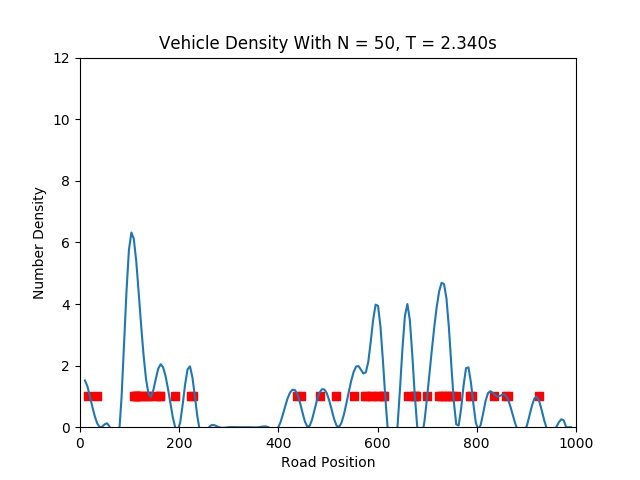 Vehicle Density With N = 50, T = 2.340s
12
10
8
6
4
2
0
Number Density
0 200 400 600 800 1000
Road Position